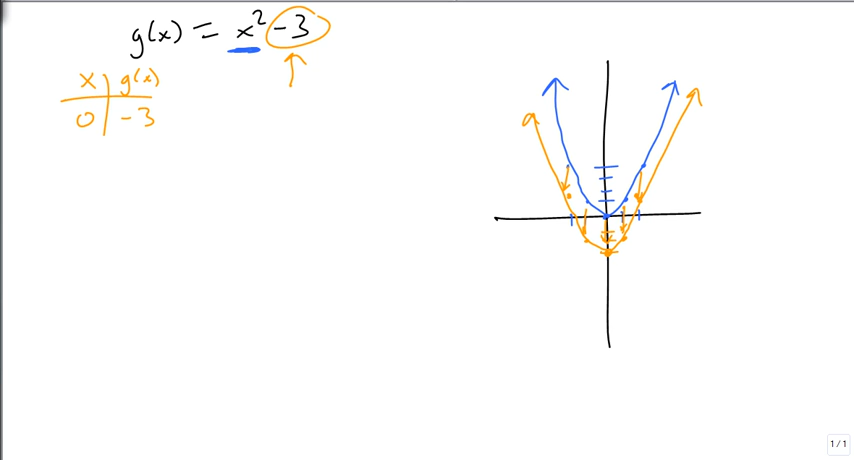 g(x) = x² - 3
x g(x)
0 -3
1 / 1